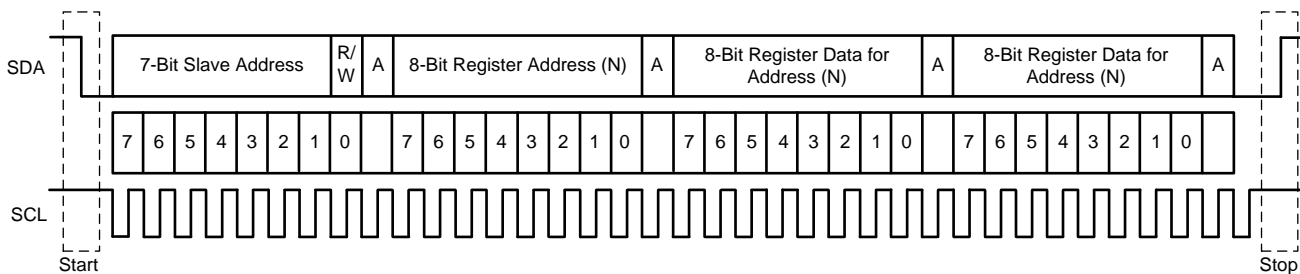 SDA
7-Bit Slave Address
R/
W
A
8-Bit Register Address (N)
A
8-Bit Register Data for
Address (N)
A
8-Bit Register Data for
Address (N)
A
7 6 5 4 3 2 1 0 7 6 5 4 3 2 1 0 7 6 5 4 3 2 1 0 7 6 5 4 3 2 1 0
SCL
Start
Stop